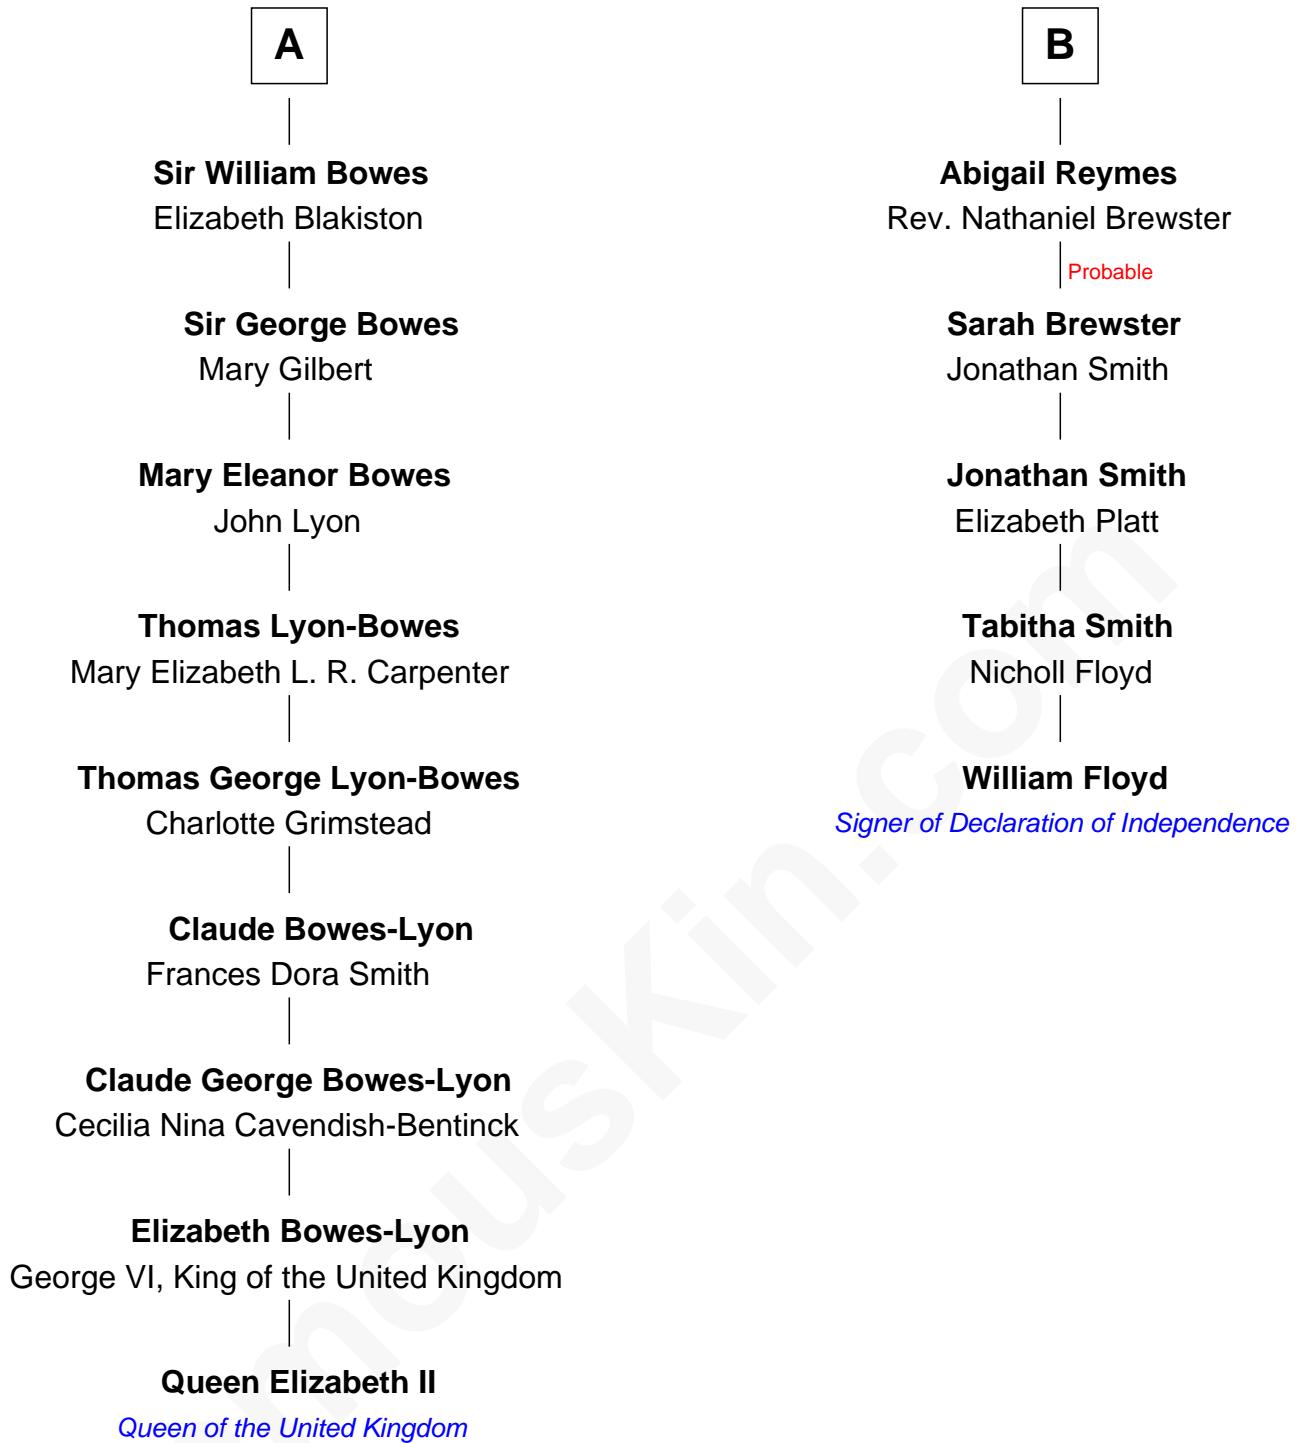 A
Sir William Bowes
Elizabeth Blakiston
Sir George Bowes
Mary Gilbert
Mary Eleanor Bowes
John Lyon
Thomas Lyon-Bowes
Mary Elizabeth L. R. Carpenter
Thomas George Lyon-Bowes
Charlotte Grimstead
Claude Bowes-Lyon
Frances Dora Smith
Claude George Bowes-Lyon
Cecilia Nina Cavendish-Bentinck
Elizabeth Bowes-Lyon
George VI, King of the United Kingdom
Queen Elizabeth II
Queen of the United Kingdom
B
Abigail Reymes
Rev. Nathaniel Brewster
Probable
Sarah Brewster
Jonathan Smith
Jonathan Smith
Elizabeth Platt
Tabitha Smith
Nicholl Floyd
William Floyd
Signer of Declaration of Independence
mousKin.com